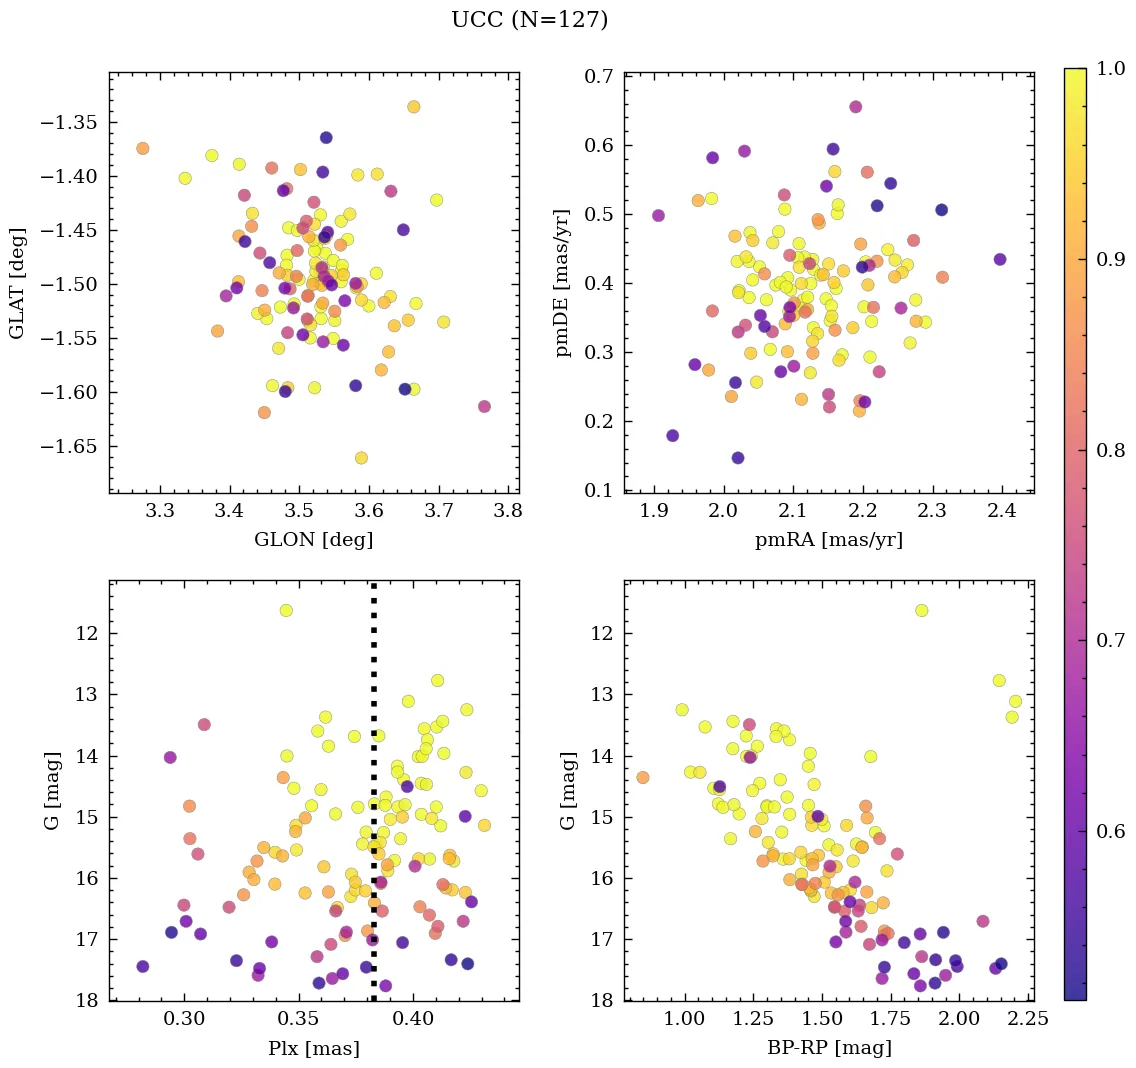 UCC (N=127)
−1.35
−1.40
−1.45
−1.50
−1.55
−1.60
−1.65
GLAT [deg]
3.3 3.4 3.5 3.6 3.7 3.8
GLON [deg]
0.7
0.6
0.5
0.4
0.3
0.2
0.1
pmDE [mas/yr]
1.9 2.0 2.1 2.2 2.3 2.4
pmRA [mas/yr]
12
13
14
15
16
17
18
G [mag]
0.30 0.35 0.40
Plx [mas]
12
13
14
15
16
17
18
G [mag]
1.00 1.25 1.50 1.75 2.00 2.25
BP-RP [mag]
1.0
0.9
0.8
0.7
0.6